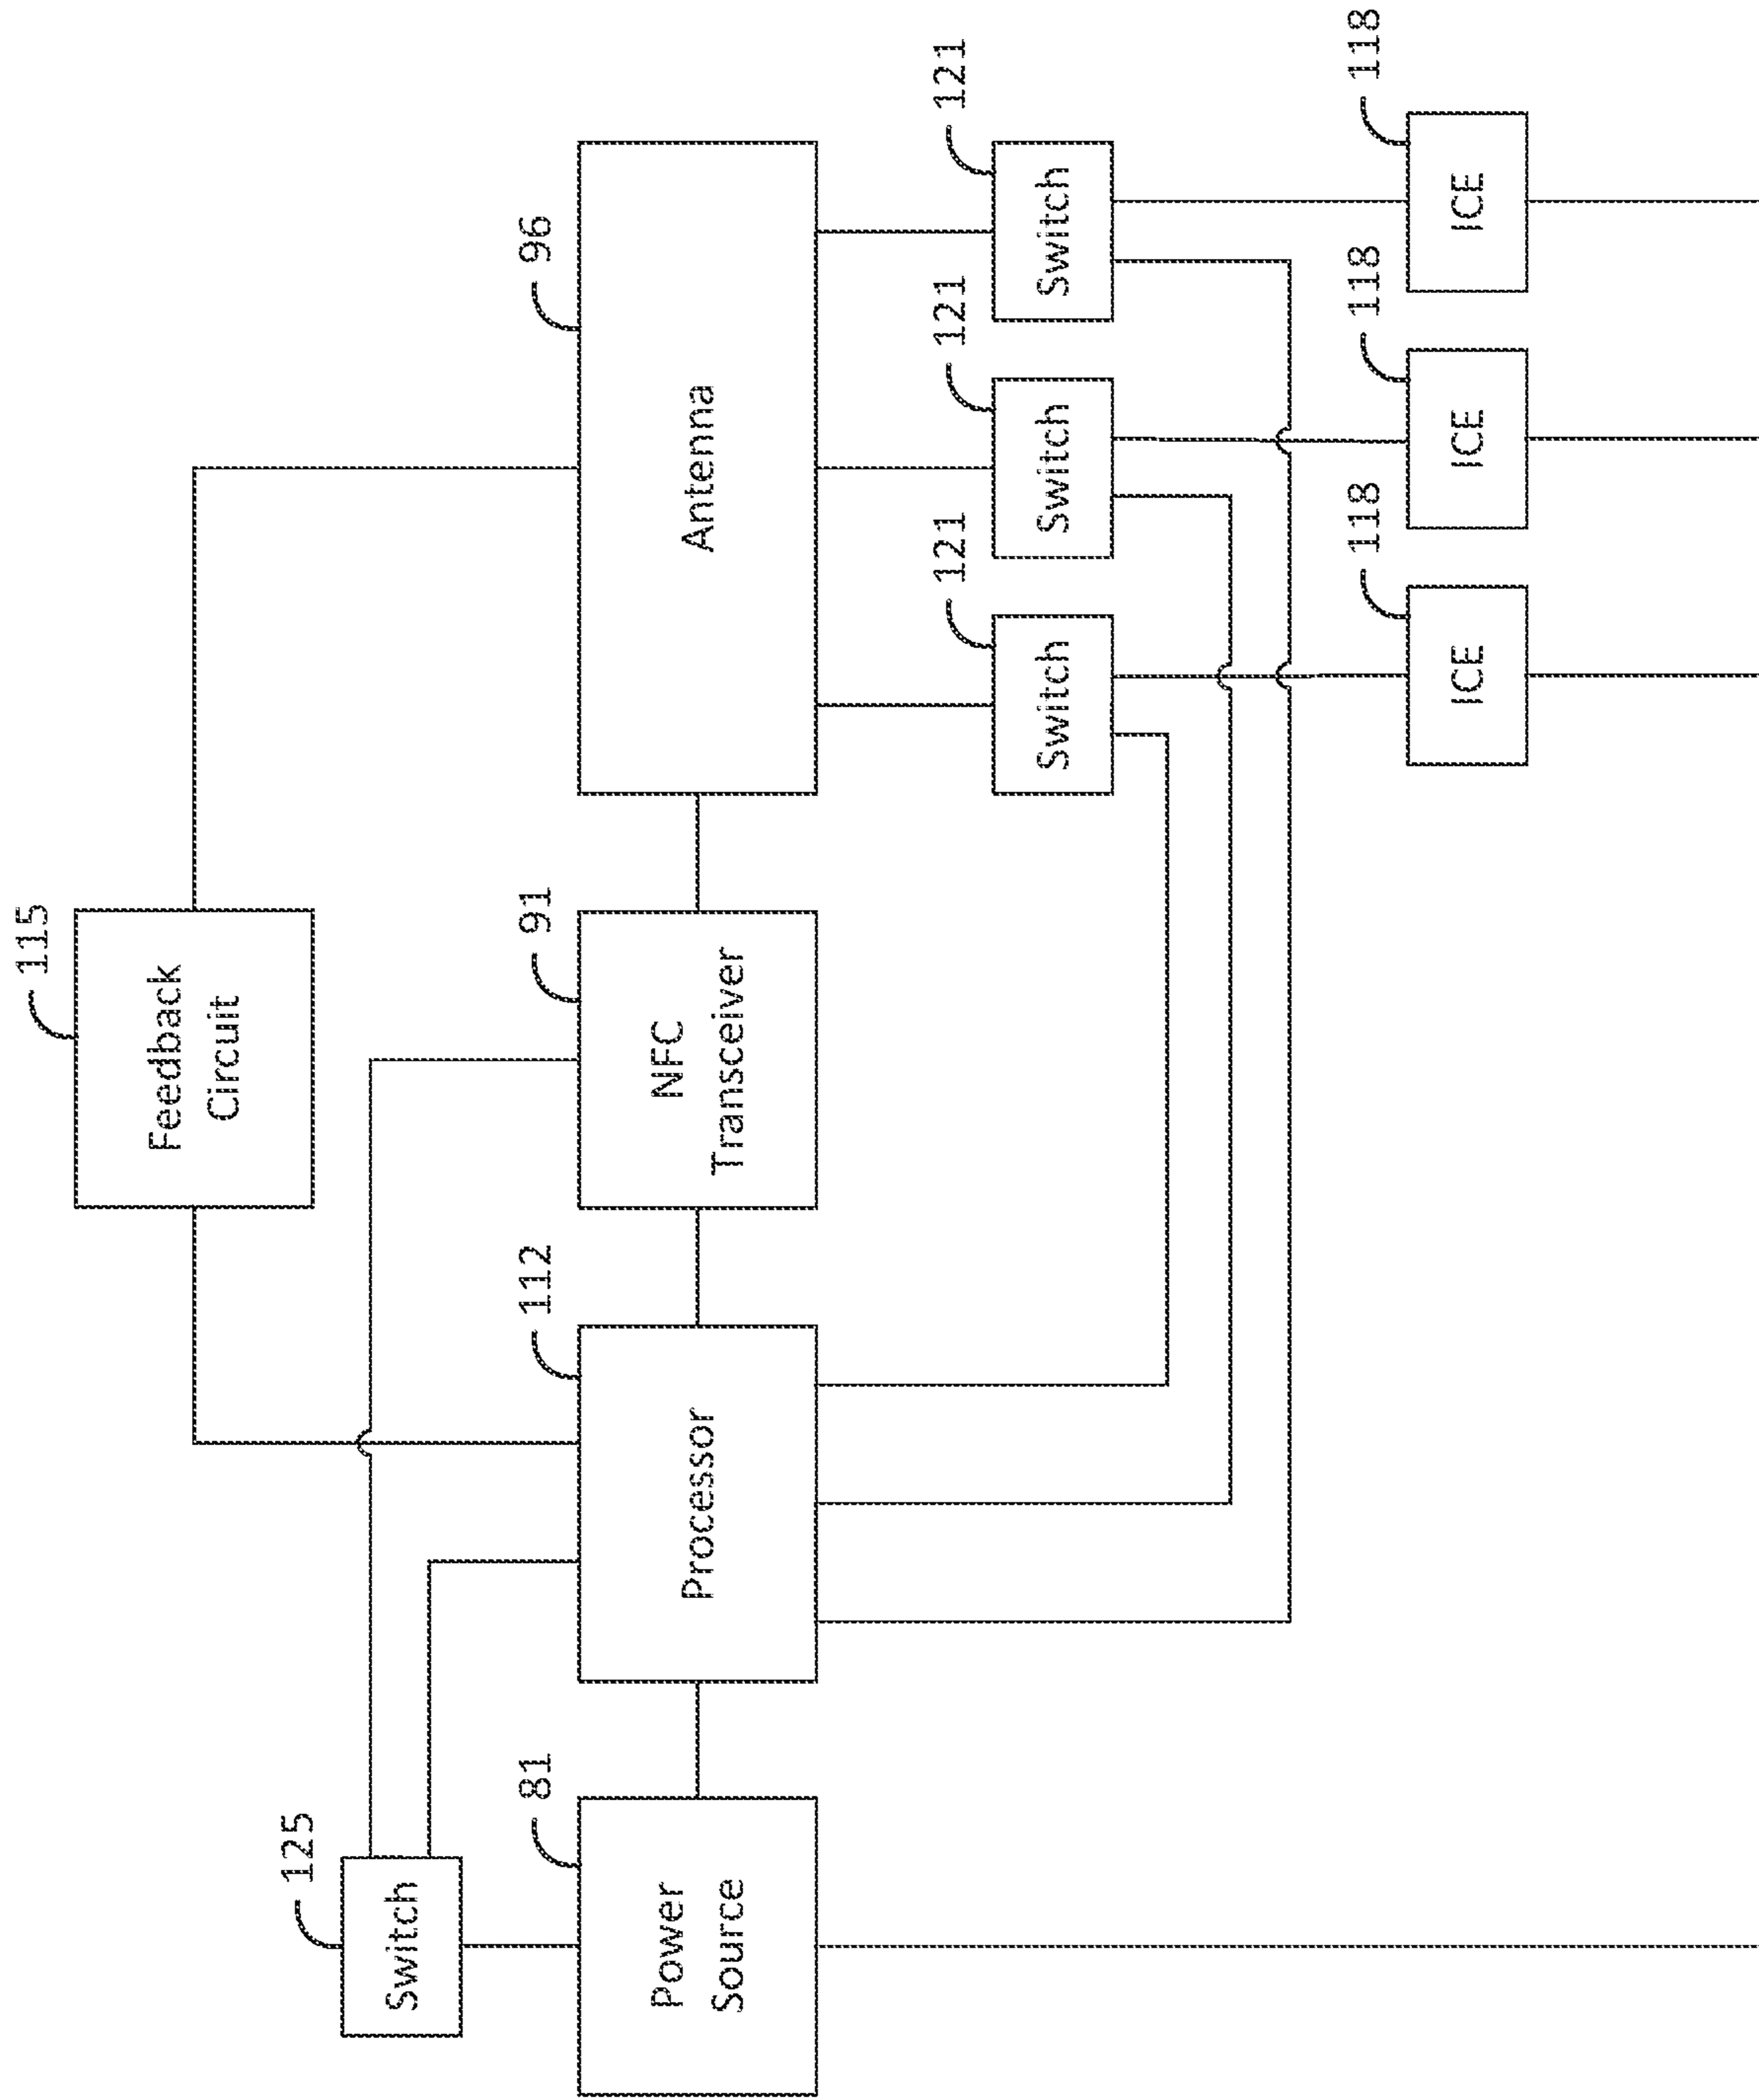 115
Feedback
Circuit
125
Switch
81
112
91
96
Power
Source
Processor
NFC
Transceiver
Antenna
121
121
121
Switch
Switch
Switch
118
118
118
ICE
ICE
ICE